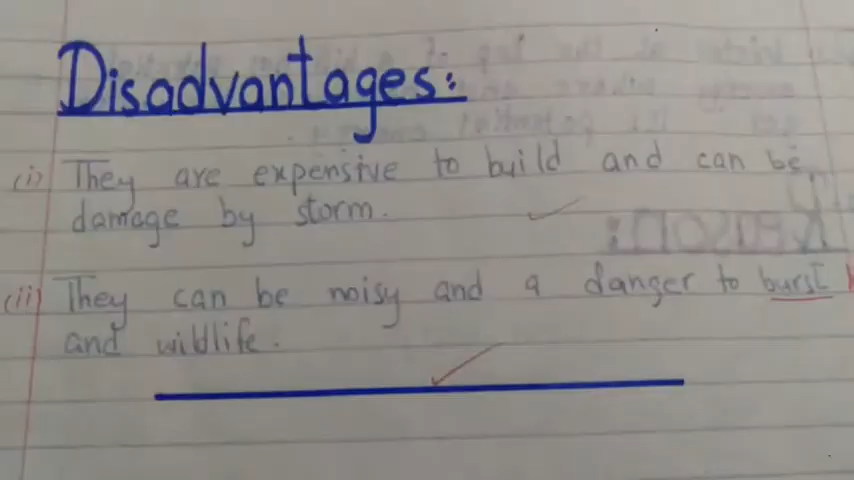 Disadvantages:
(i) They are expensive to build and can be
damage by storm.
(ii) They can be noisy and a danger to burst
and wildlife.